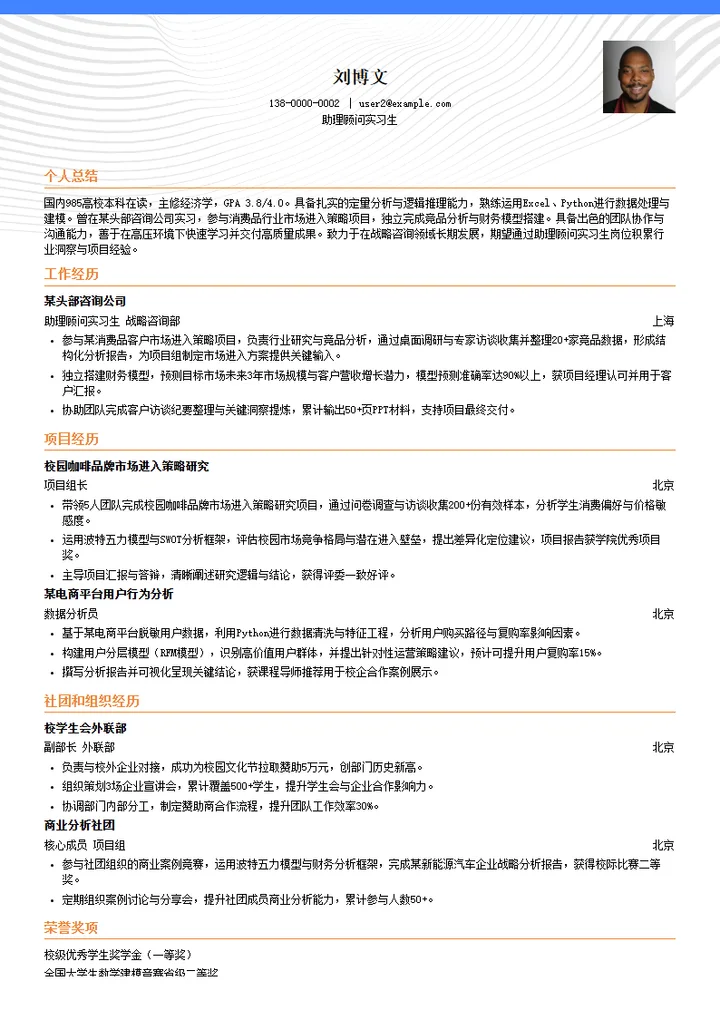 刘博文
138-0000-0002 | user2@example.com
助理顾问实习生
个人总结
国内985高校本科在读，主修经济学，GPA 3.8/4.0。具备扎实的定量分析与逻辑推理能力，熟练运用Excel、Python进行数据处理与
建模。曾在某头部咨询公司实习，参与消费品行业市场进入策略项目，独立完成竞品分析与财务模型搭建。具备出色的团队协作与
沟通能力，善于在高压环境下快速学习并交付高质量成果。致力于在战略咨询领域长期发展，期望通过助理顾问实习生岗位积累行
业洞察与项目经验。
工作经历
某头部咨询公司
助理顾问实习生 战略咨询部 上海
• 参与某消费品客户市场进入策略项目，负责行业研究与竞品分析，通过桌面调研与专家访谈收集并整理20+家竞品数据，形成结
构化分析报告，为项目组制定市场进入方案提供关键输入。
• 独立搭建财务模型，预测目标市场未来3年市场规模与客户营收增长潜力，模型预测准确率达90%以上，获项目经理认可并用于客
户汇报。
• 协助团队完成客户访谈纪要整理与关键洞察提炼，累计输出50+页PPT材料，支持项目最终交付。
项目经历
校园咖啡品牌市场进入策略研究
项目组长 北京
• 带领5人团队完成校园咖啡品牌市场进入策略研究项目，通过问卷调查与访谈收集200+份有效样本，分析学生消费偏好与价格敏
感度。
• 运用波特五力模型与SWOT分析框架，评估校园市场竞争格局与潜在进入壁垒，提出差异化定位建议，项目报告获学院优秀项目
奖。
• 主导项目汇报与答辩，清晰阐述研究逻辑与结论，获得评委一致好评。
某电商平台用户行为分析
数据分析员 北京
• 基于某电商平台脱敏用户数据，利用Python进行数据清洗与特征工程，分析用户购买路径与复购率影响因素。
• 构建用户分层模型（RFM模型），识别高价值用户群体，并提出针对性运营策略建议，预计可提升用户复购率15%。
• 撰写分析报告并可视化呈现关键结论，获课程导师推荐用于校企合作案例展示。
社团和组织经历
校学生会外联部
副部长 外联部 北京
• 负责与校外企业对接，成功为校园文化节拉取赞助5万元，创部门历史新高。
• 组织策划3场企业宣讲会，累计覆盖500+学生，提升学生会与企业合作影响力。
• 协调部门内部分工，制定赞助商合作流程，提升团队工作效率30%。
商业分析社团
核心成员 项目组 北京
• 参与社团组织的商业案例竞赛，运用波特五力模型与财务分析框架，完成某新能源汽车企业战略分析报告，获得校际比赛二等
奖。
• 定期组织案例讨论与分享会，提升社团成员商业分析能力，累计参与人数50+。
荣誉奖项
校级优秀学生奖学金（一等奖）
全国大学生数学建模竞赛省级二等奖